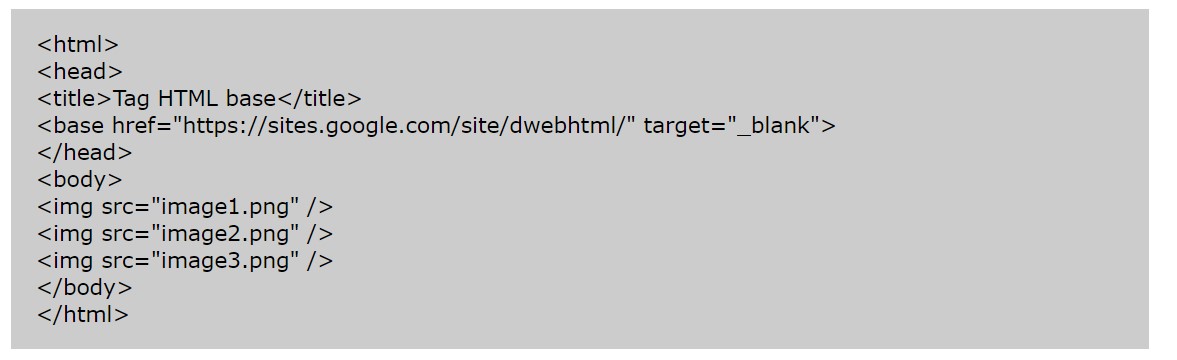 <html>
<head>
<title>Tag HTML base</title>
<base href="https://sites.google.com/site/dwebhtml/" target="_blank">
</head>
<body>
<img src="image1.png" />
<img src="image2.png" />
<img src="image3.png" />
</body>
</html>